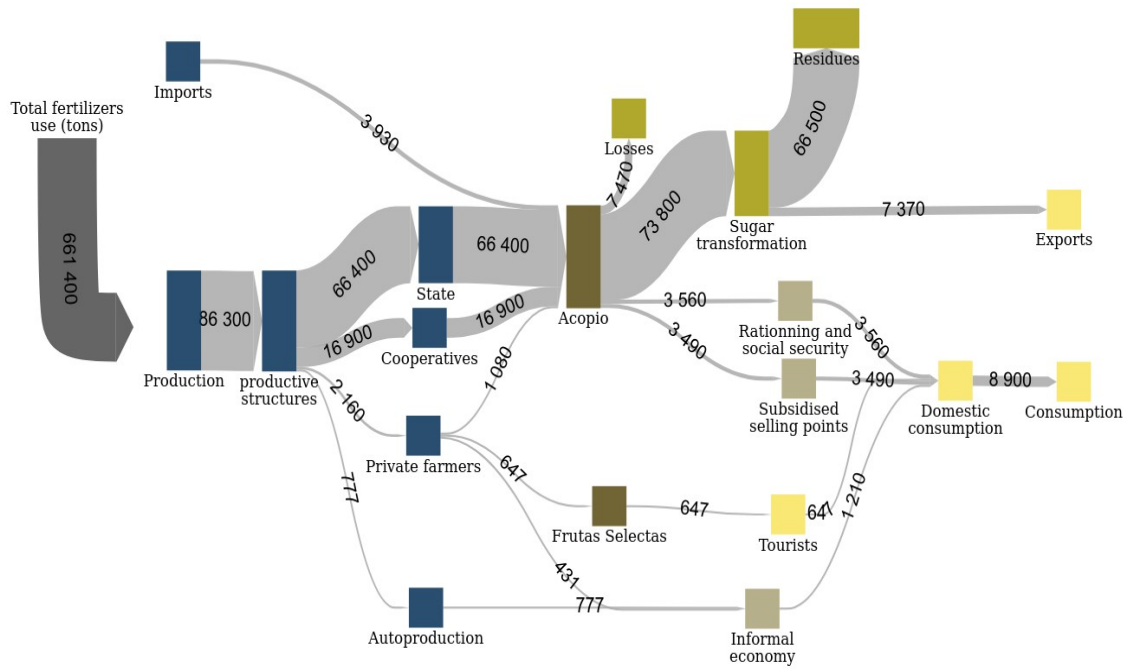 Residues
Imports
Total fertilizers
use (tons)
3 930
Losses
66 500
7 470
73 800
7 370
Exports
Sugar
transformation
661 400
66 400
66 400
State
86 300
16 900
16 900
Acopio
3 560
Rationning and
social security
3 560
Production
productive
structures
Cooperatives
1 080
3 490
3 490
Subsidised
selling points
Domestic
consumption
8 900
Consumption
2 160
Private farmers
777
647
Frutas Selectas
647
Tourists
647
1 210
431
Autoproduction
777
Informal
economy